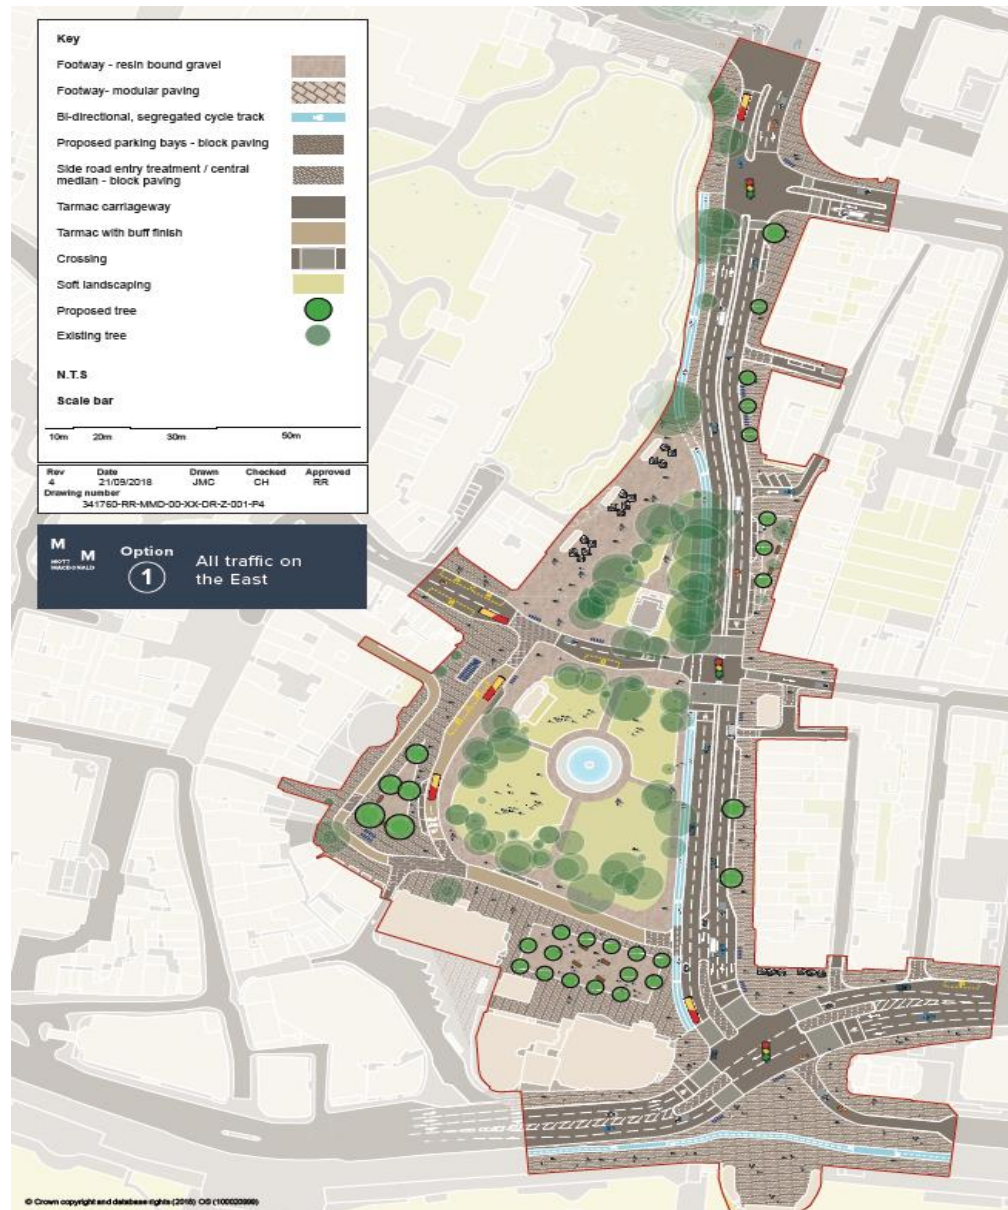 Key
Footway - resin bound gravel
Footway- modular paving
Bi-directional, segregated cycle track
Proposed parking bays - block paving
Side road entry treatment / central
median - block paving
Tarmac carriageway
Tarmac with buff finish
Crossing
Soft landscaping
Proposed tree
Existing tree
N.T.S
Scale bar
10m 20m 30m 50m
Rev Date Drawn Checked Approved
4 21/09/2018 JMC CH RR
Drawing number
341760-RR-MMD-00-XX-DR-Z-001-P4
M
M
MOTT
MACDONALD
Option
1
All traffic on
the East
© Crown copyright and database rights (2018) OS (100020999)